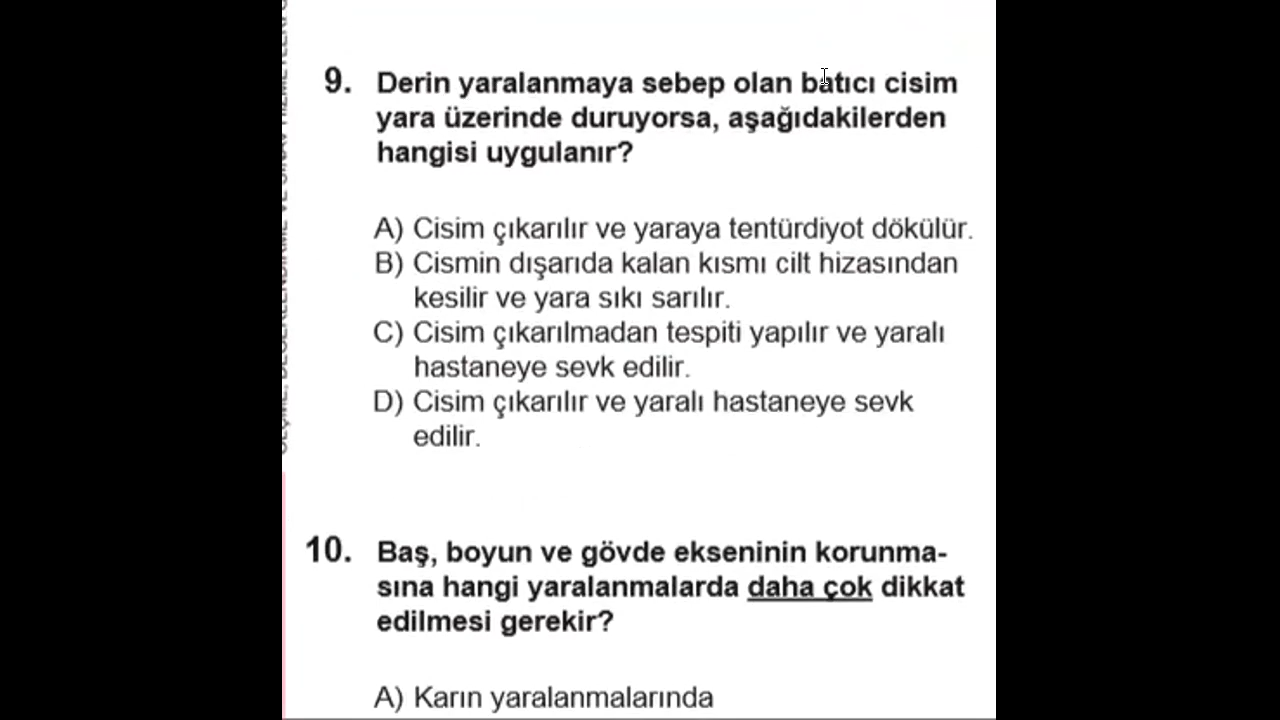 9. Derin yaralanmaya sebep olan batıcı cisim
yara üzerinde duruyorsa, aşağıdakilerden
hangisi uygulanır?
A) Cisim çıkarılır ve yaraya tentürdiyot dökülür.
B) Cismin dışarıda kalan kısmı cilt hizasından
kesilir ve yara sıkı sarılır.
C) Cisim çıkarılmadan tespiti yapılır ve yaralı
hastaneye sevk edilir.
D) Cisim çıkarılır ve yaralı hastaneye sevk
edilir.
10. Baş, boyun ve gövde ekseninin korunma-
sına hangi yaralanmalarda daha çok dikkat
edilmesi gerekir?
A) Karın yaralanmalarında